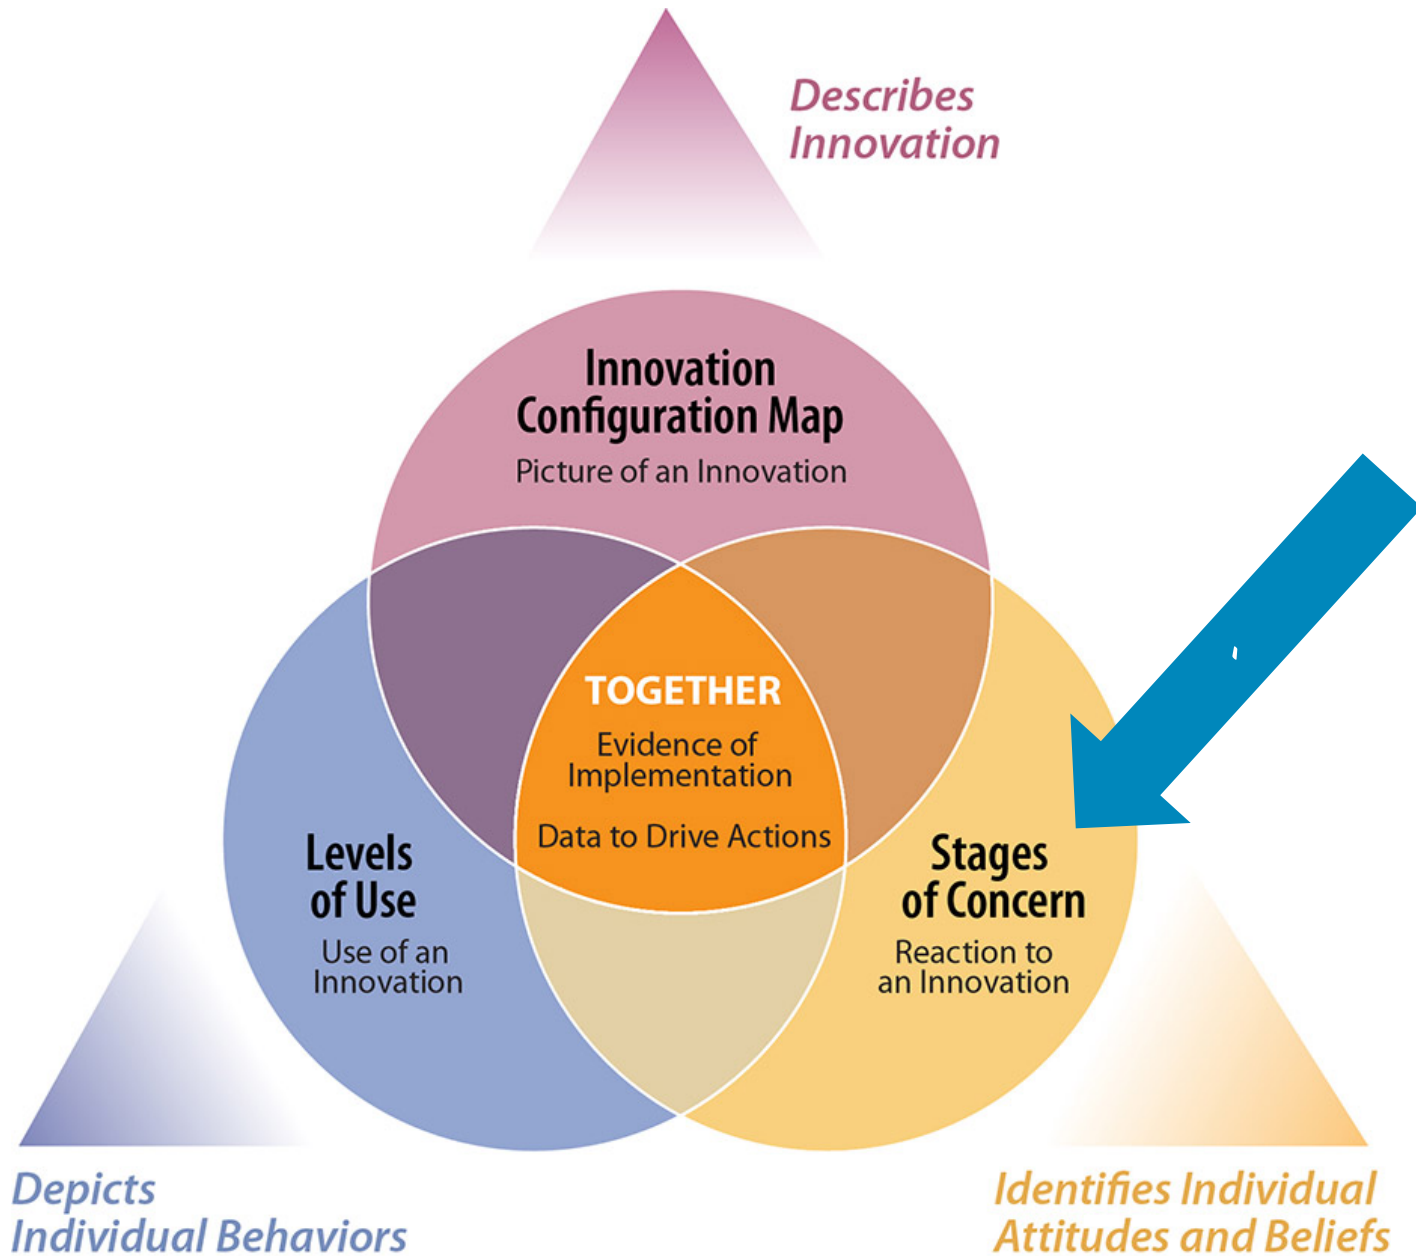 Describes
Innovation
Innovation
Configuration Map
Picture of an Innovation
TOGETHER
Evidence of
Implementation
Data to Drive Actions
Levels
of Use
Use of an
Innovation
Stages
of Concern
Reaction to
an Innovation
Depicts
Individual Behaviors
Identifies Individual
Attitudes and Beliefs